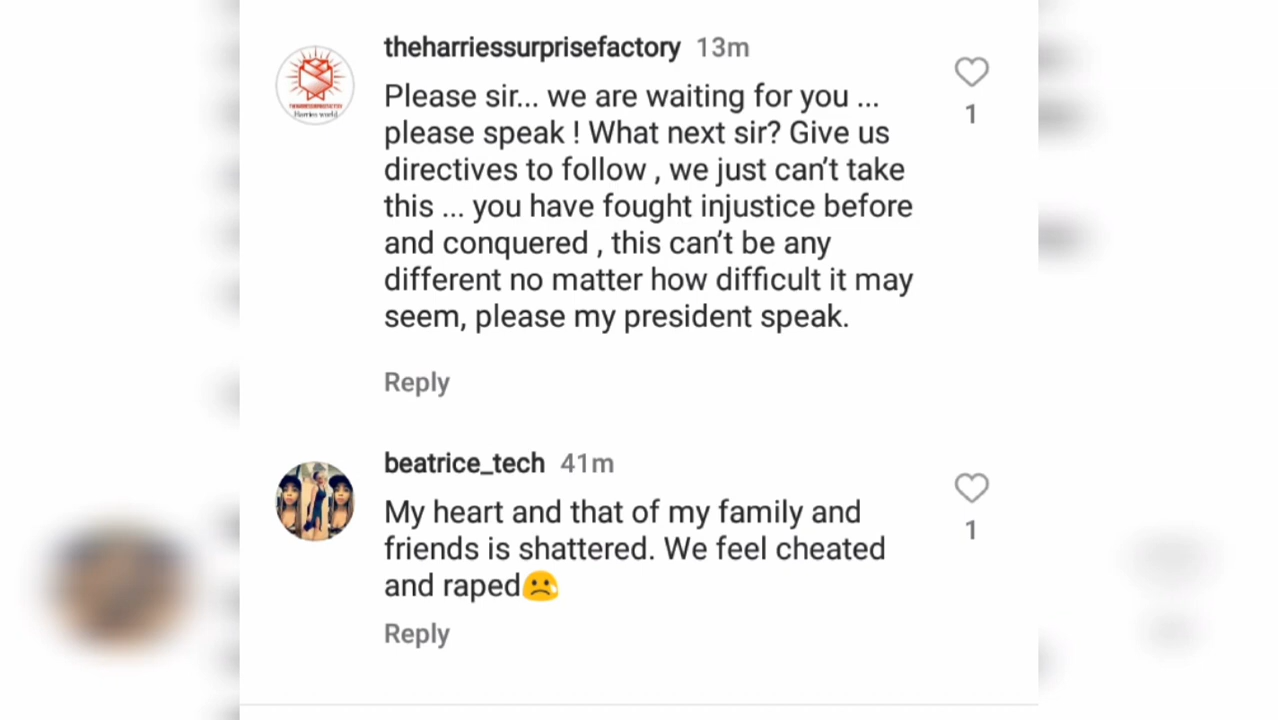 theharriessurprisefactory 13m
Please sir... we are waiting for you ...
please speak ! What next sir? Give us
directives to follow , we just can’t take
this ... you have fought injustice before
and conquered , this can’t be any
different no matter how difficult it may
seem, please my president speak.
1
Reply
beatrice_tech 41m
My heart and that of my family and
friends is shattered. We feel cheated
and raped😢
1
Reply